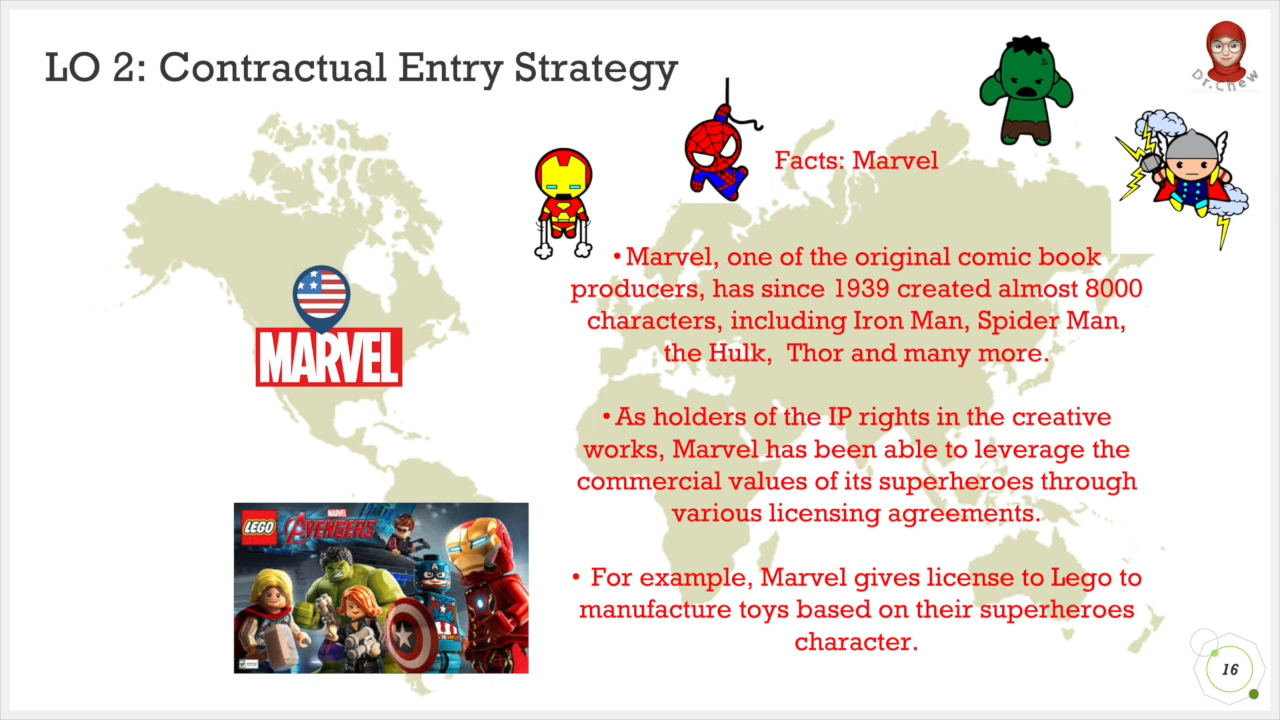 LO 2: Contractual Entry Strategy
Dr.Chew
Facts: Marvel
• Marvel, one of the original comic book
producers, has since 1939 created almost 8000
characters, including Iron Man, Spider Man,
the Hulk, Thor and many more.
• As holders of the IP rights in the creative
works, Marvel has been able to leverage the
commercial values of its superheroes through
various licensing agreements.
• For example, Marvel gives license to Lego to
manufacture toys based on their superheroes
character.
MARVEL
LEGO
MARVEL
AVENGERS
16